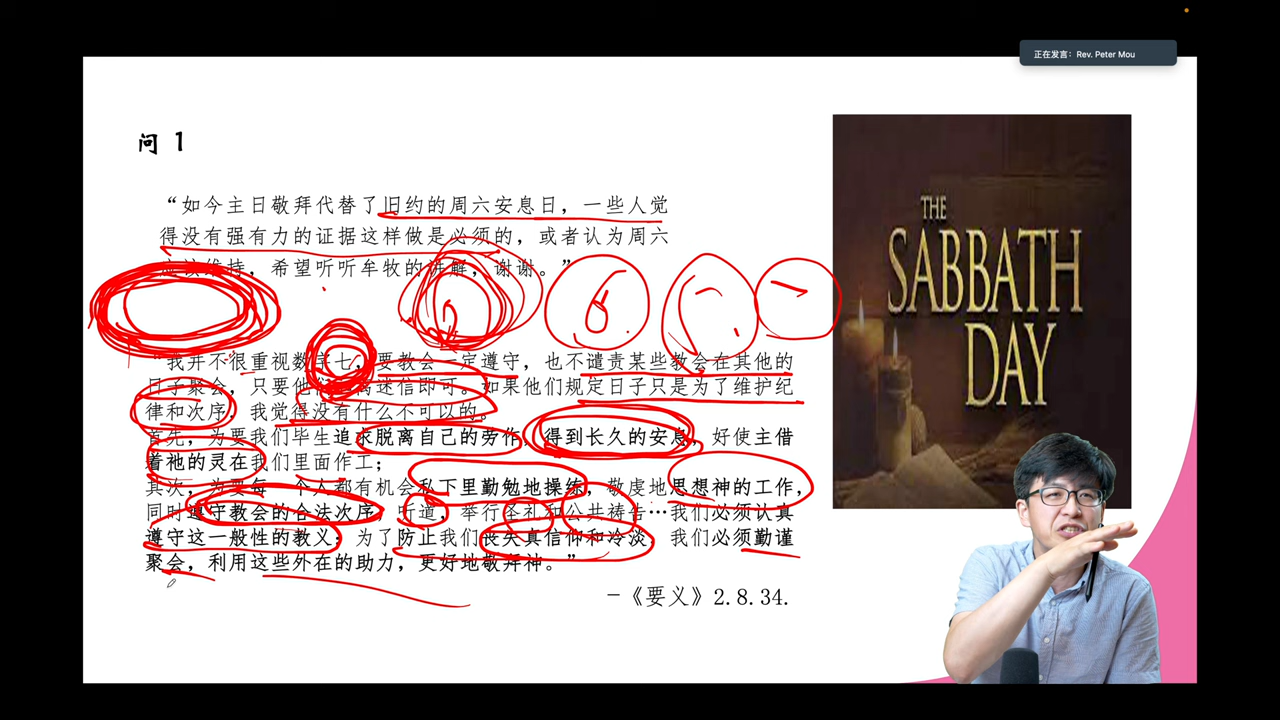 正在发言: Rev. Peter Mou
问 1
“如今主日敬拜代替了旧约的周六安息日，一些人觉
得没有强有力的证据这样做是必须的，或者认为周六
应该维持，希望听听牟牧的讲解，谢谢。”
THE
SABBATH
DAY
“我并不很重视数字七，要教会一定遵守，也不谴责某些教会在其他的
日子聚会，只要他们远离迷信即可。如果他们规定日子只是为了维护纪
律和次序，我觉得没有什么不可以的。
首先，为要我们毕生追求脱离自己的劳作，得到长久的安息，好使主借
着祂的灵在我们里面作工；
其次，为要每一个人都有机会私下里勤勉地操练，敬虔地思想神的工作，
同时遵守教会的合法次序，听道，举行圣礼和公共祷告…我们必须认真
遵守这一般性的教义：为了防止我们丧失真信仰和冷淡，我们必须勤谨
聚会，利用这些外在的助力，更好地敬拜神。”
—《要义》2.8.34.